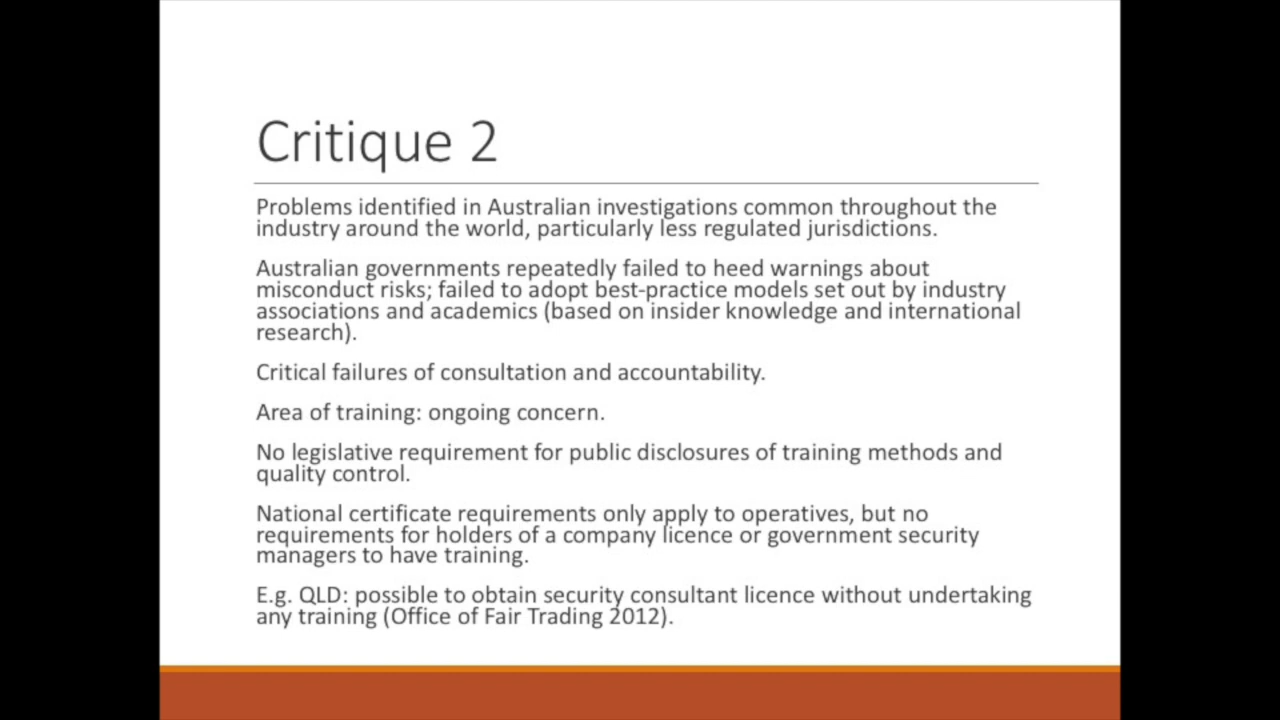 Critique 2
Problems identified in Australian investigations common throughout the
industry around the world, particularly less regulated jurisdictions.
Australian governments repeatedly failed to heed warnings about
misconduct risks; failed to adopt best-practice models set out by industry
associations and academics (based on insider knowledge and international
research).
Critical failures of consultation and accountability.
Area of training: ongoing concern.
No legislative requirement for public disclosures of training methods and
quality control.
National certificate requirements only apply to operatives, but no
requirements for holders of a company licence or government security
managers to have training.
E.g. QLD: possible to obtain security consultant licence without undertaking
any training (Office of Fair Trading 2012).